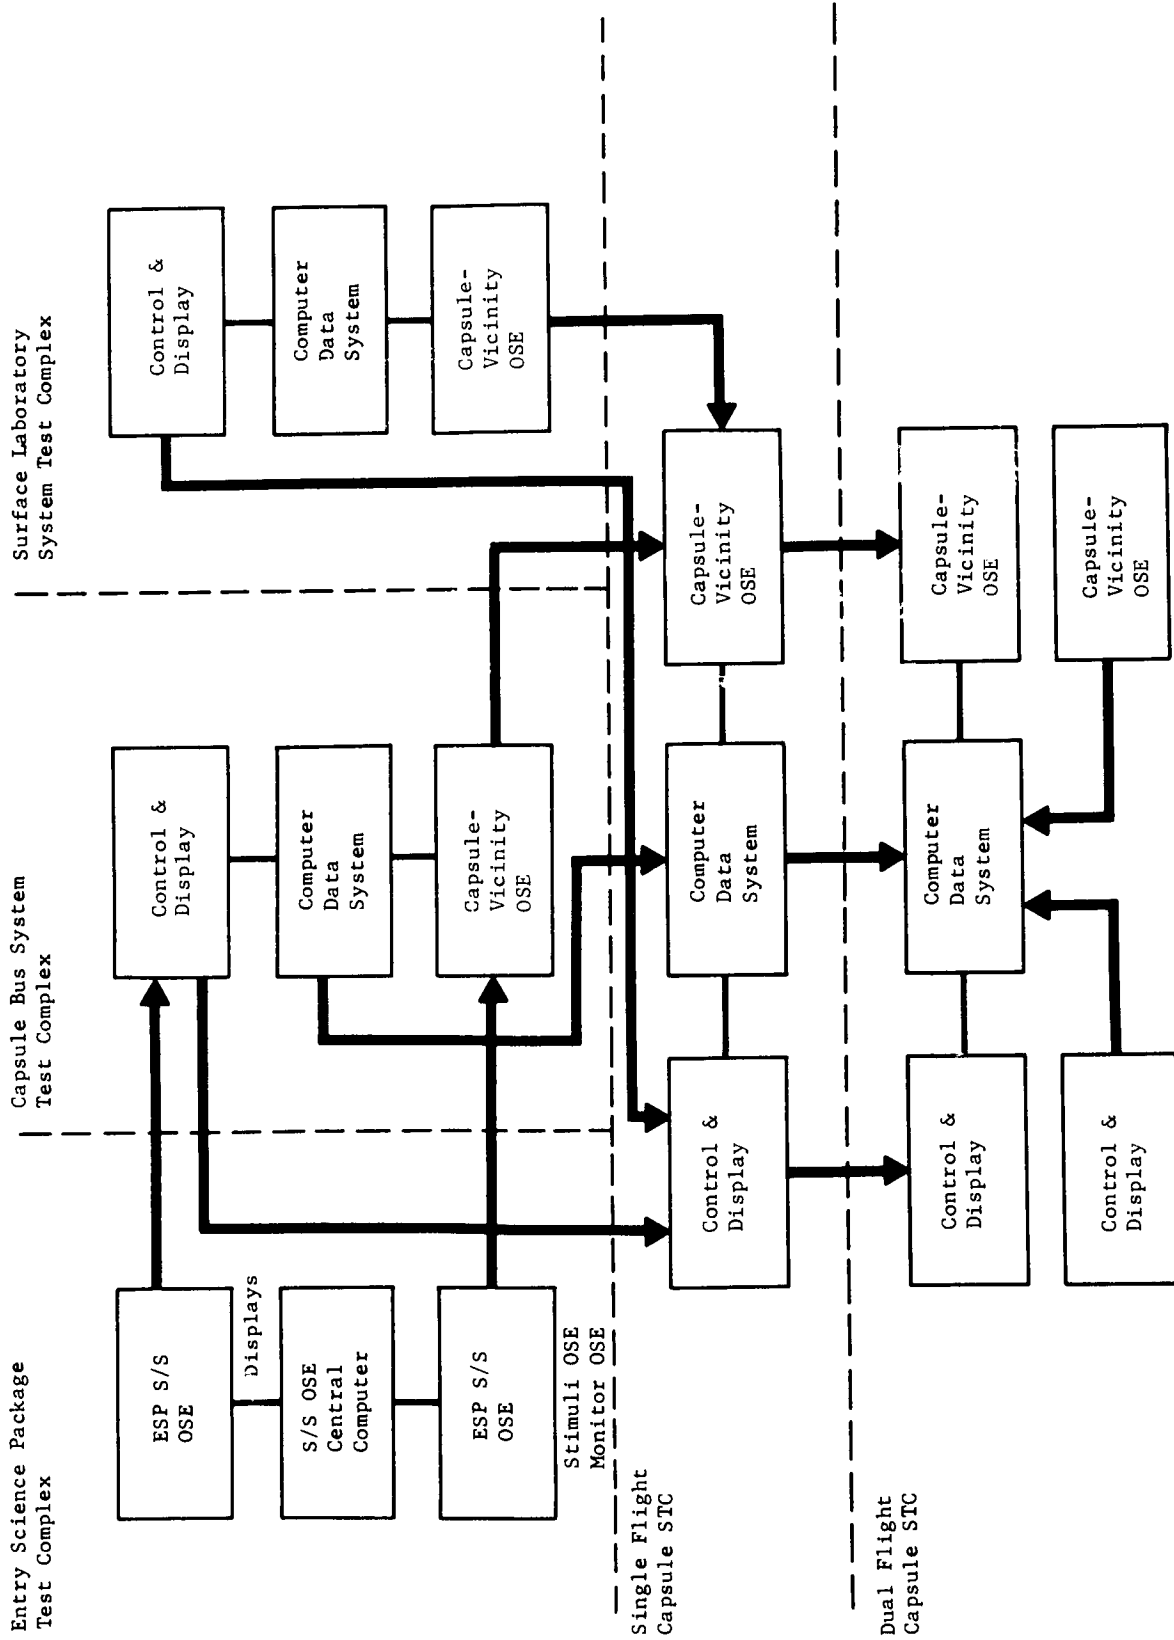 Entry Science Package
Test Complex
ESP S/S
OSE
Displays
S/S OSE
Central
Computer
ESP S/S
OSE
Stimuli OSE
Monitor OSE
Capsule Bus System
Test Complex
Control &
Display
Computer
Data
System
Capsule-
Vicinity
OSE
Surface Laboratory
System Test Complex
Control &
Display
Computer
Data
System
Capsule-
Vicinity
OSE
Single Flight
Capsule STC
Control &
Display
Computer
Data
System
Capsule-
Vicinity
OSE
Dual Flight
Capsule STC
Control &
Display
Computer
Data
System
Capsule-
Vicinity
OSE
Control &
Display
Capsule-
Vicinity
OSE